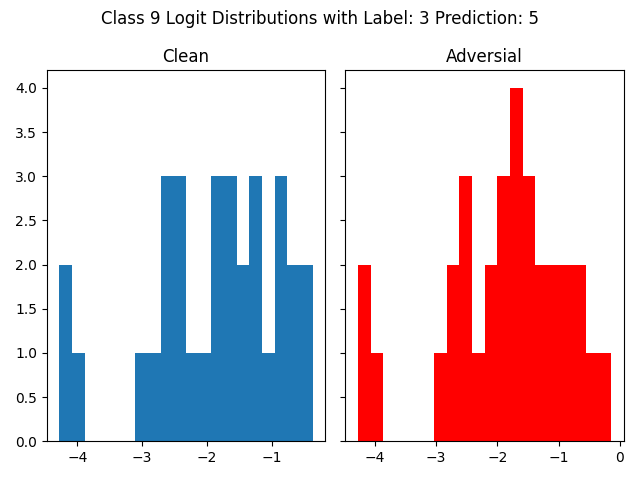 Class 9 Logit Distributions with Label: 3 Prediction: 5
Clean
Adversial
4.0
3.5
3.0
2.5
2.0
1.5
1.0
0.5
0.0
−4 −3 −2 −1
−4 −3 −2 −1 0